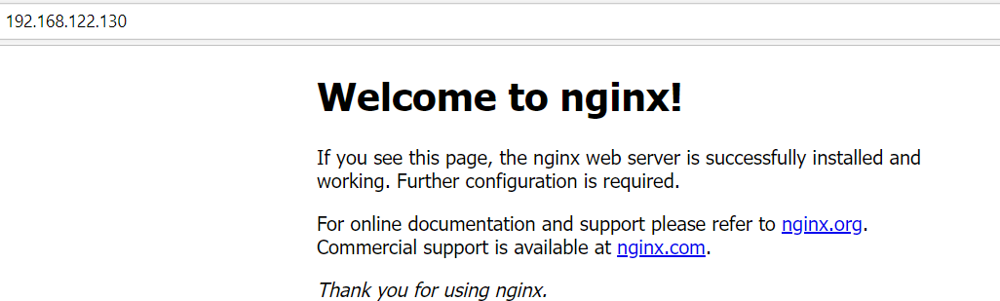 192.168.122.130
Welcome to nginx!
If you see this page, the nginx web server is successfully installed and
working. Further configuration is required.
For online documentation and support please refer to nginx.org.
Commercial support is available at nginx.com.
Thank you for using nginx.